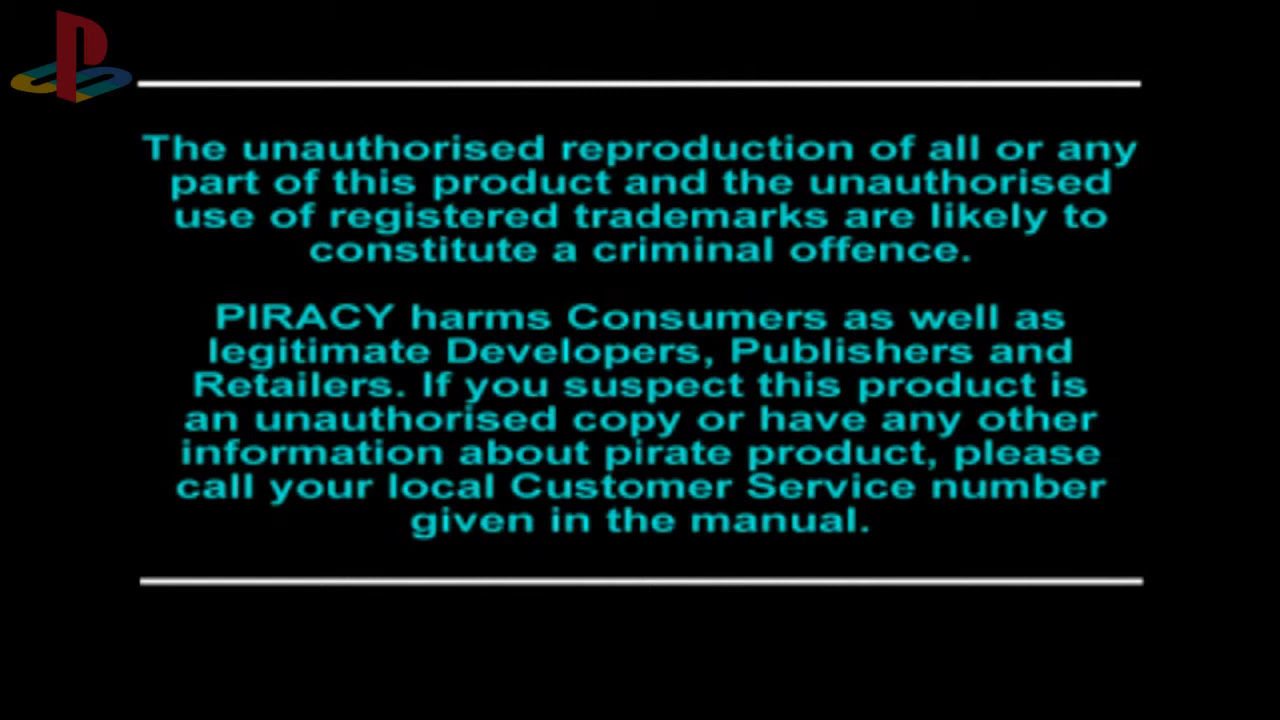 The unauthorised reproduction of all or any
part of this product and the unauthorised
use of registered trademarks are likely to
constitute a criminal offence.
PIRACY harms Consumers as well as
legitimate Developers, Publishers and
Retailers. If you suspect this product is
an unauthorised copy or have any other
information about pirate product, please
call your local Customer Service number
given in the manual.